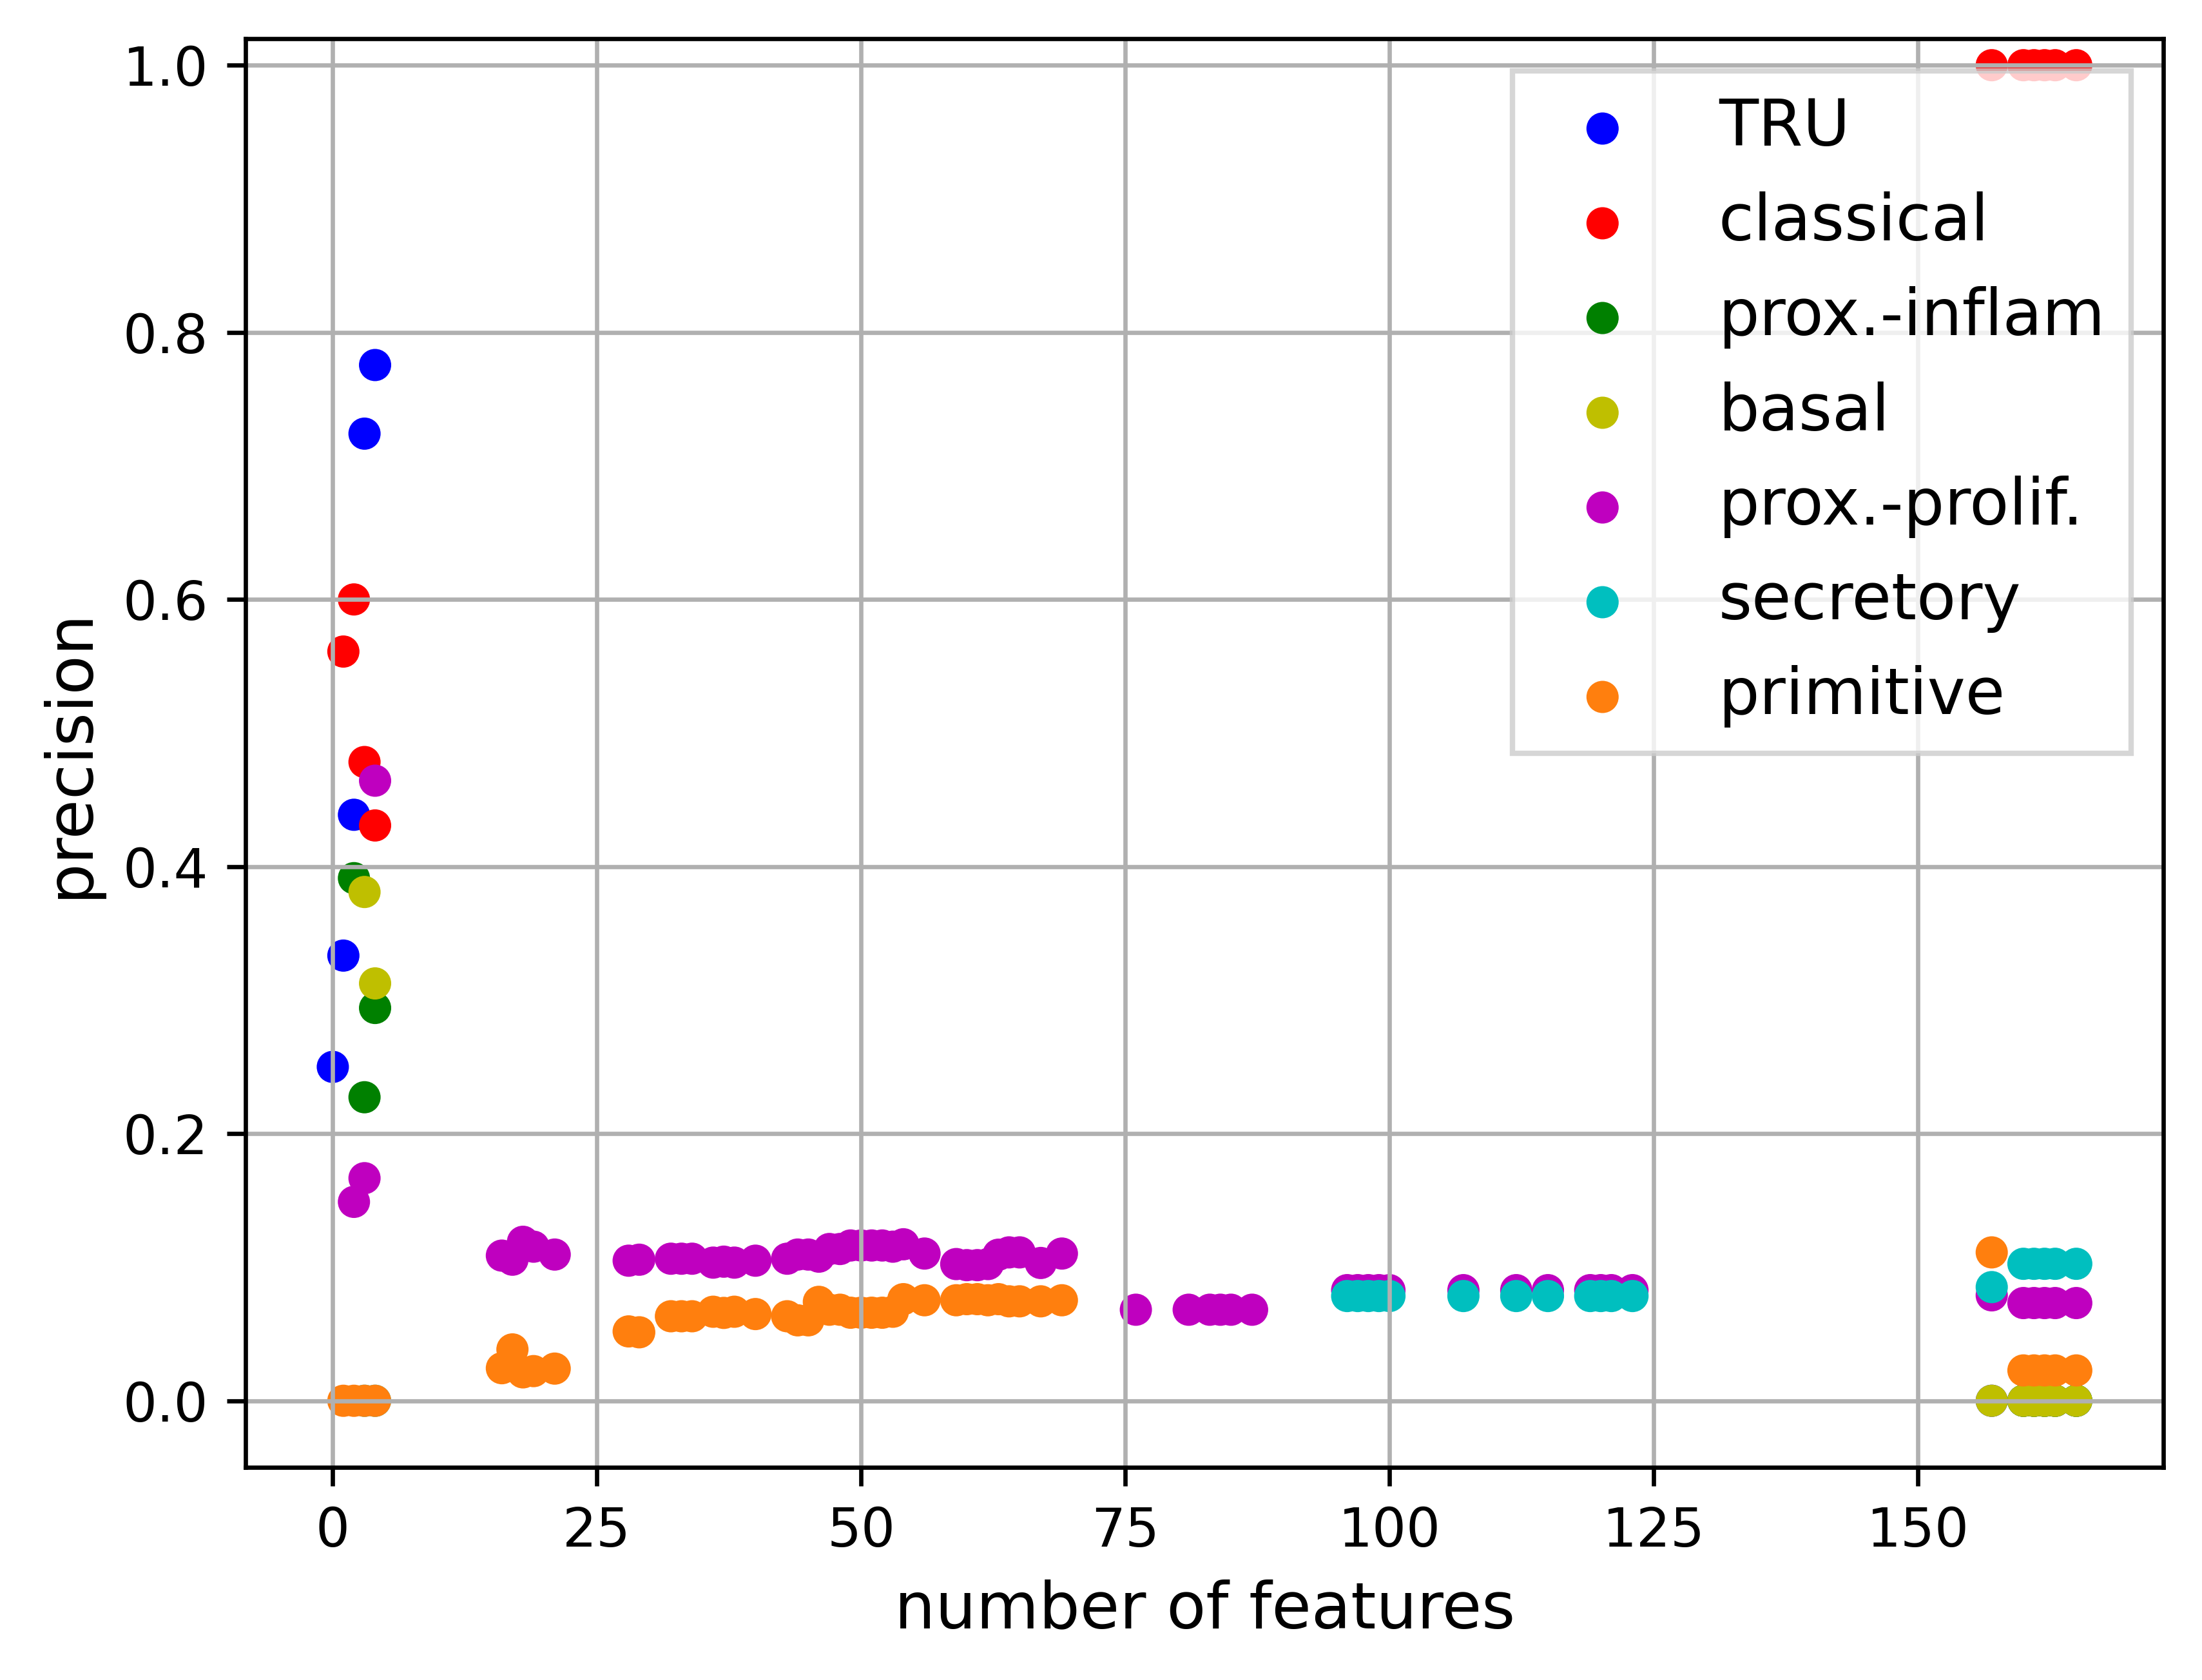 1.0
0.8
0.6
0.4
0.2
0.0
precision
TRU
classical
prox.-inflam
basal
prox.-prolif.
secretory
primitive
0 25 50 75 100 125 150
number of features